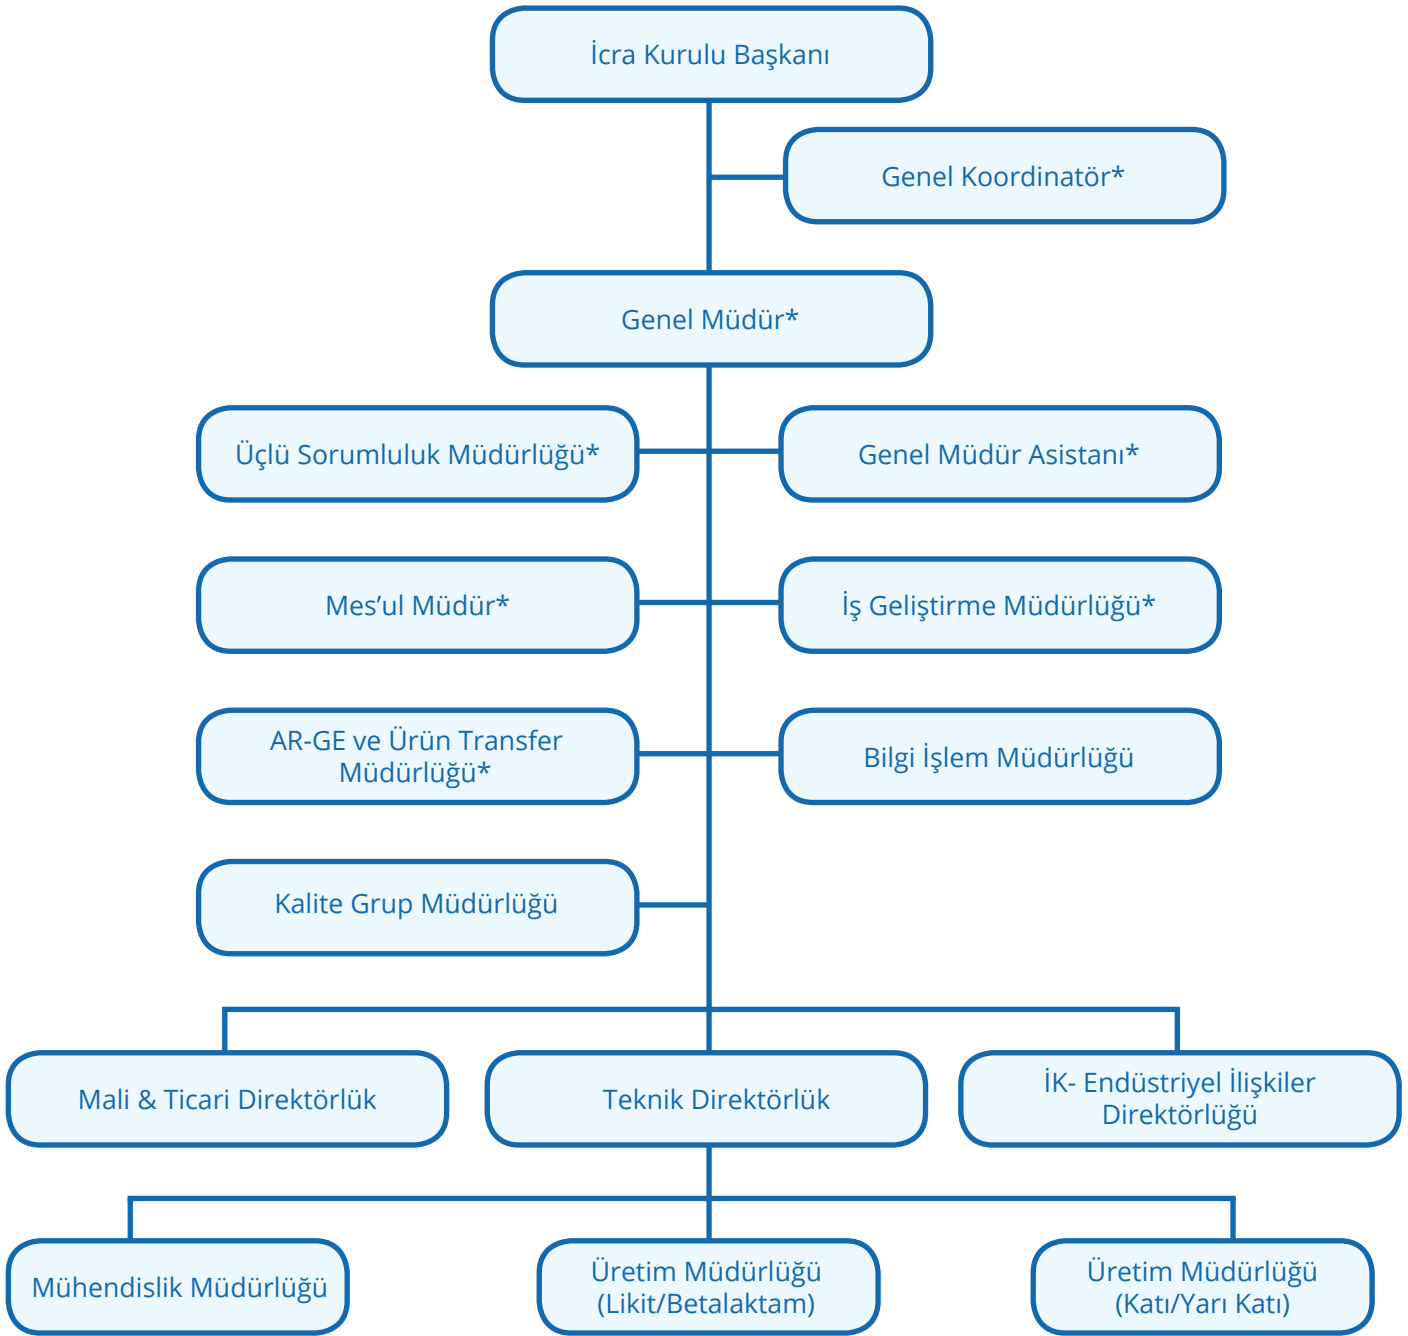 İcra Kurulu Başkanı
Genel Koordinatör*
Genel Müdür*
Üçlü Sorumluluk Müdürlüğü*
Genel Müdür Asistanı*
Mes’ul Müdür*
İş Geliştirme Müdürlüğü*
AR-GE ve Ürün Transfer
Müdürlüğü*
Bilgi İşlem Müdürlüğü
Kalite Grup Müdürlüğü
Mali & Ticari Direktörlük
Teknik Direktörlük
İK- Endüstriyel İlişkiler
Direktörlüğü
Mühendislik Müdürlüğü
Üretim Müdürlüğü
(Likit/Betalaktam)
Üretim Müdürlüğü
(Katı/Yarı Katı)